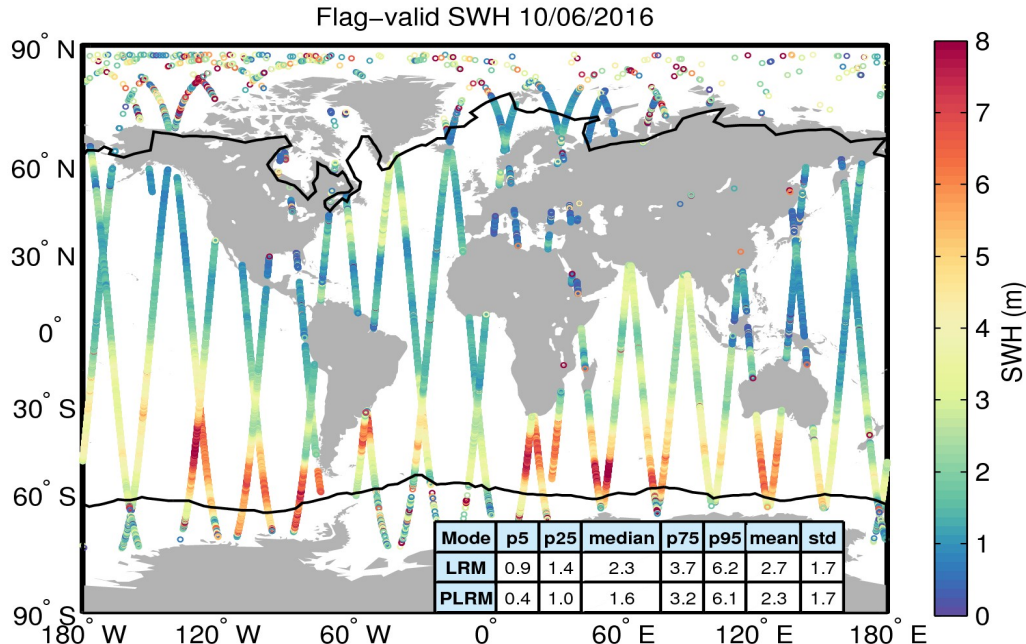 Flag−valid SWH 10/06/2016
90° N
60° N
30° N
0°
30° S
60° S
90° S
180° W
120° W
60° W
0°
60° E
120° E
180° E
Mode p5 p25 median p75 p95 mean std
LRM 0.9 1.4 2.3 3.7 6.2 2.7 1.7
PLRM 0.4 1.0 1.6 3.2 6.1 2.3 1.7
8
7
6
5
4
3
2
1
0
SWH (m)